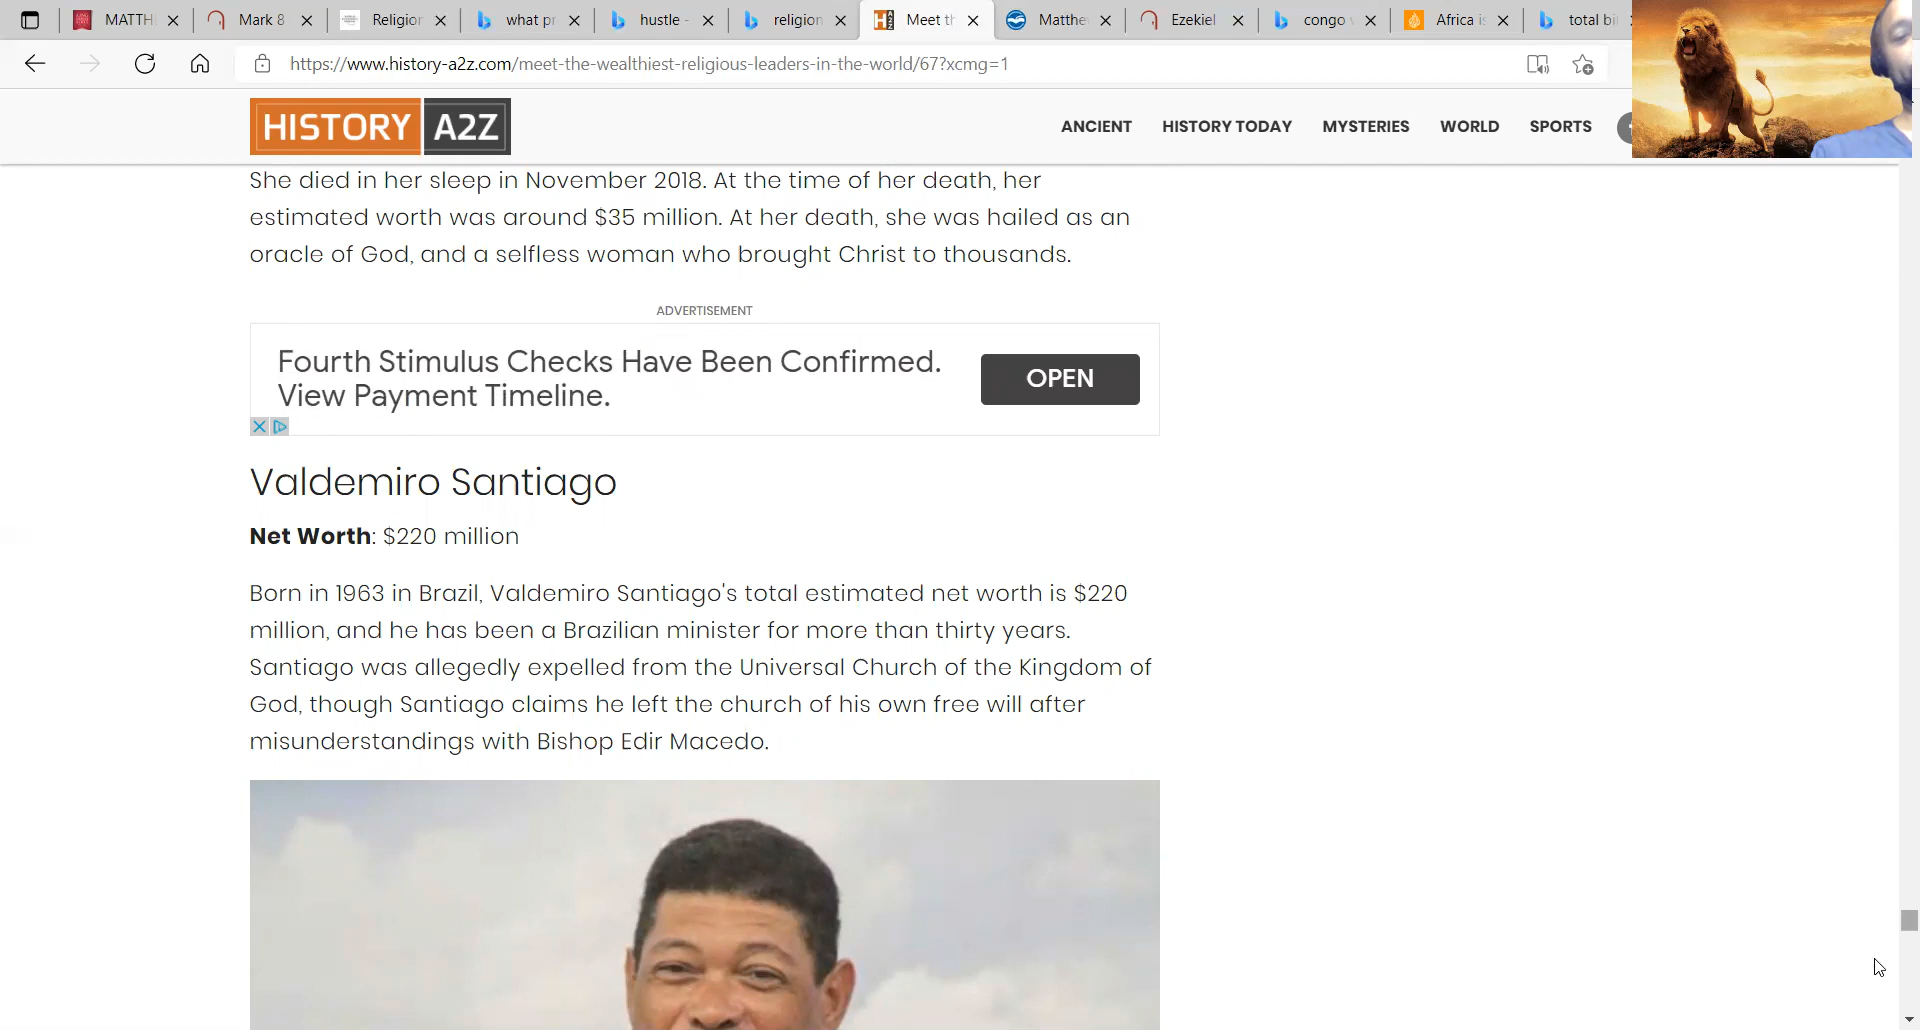 MATTH
Mark 8
Religion
what pr
hustle -
religion
Meet th
Matthe
Ezekiel
congo
Africa is
total bi
https://www.history-a2z.com/meet-the-wealthiest-religious-leaders-in-the-world/67?xcmg=1
HISTORY A2Z
ANCIENT
HISTORY TODAY
MYSTERIES
WORLD
SPORTS
She died in her sleep in November 2018. At the time of her death, her
estimated worth was around $35 million. At her death, she was hailed as an
oracle of God, and a selfless woman who brought Christ to thousands.
ADVERTISEMENT
Fourth Stimulus Checks Have Been Confirmed.
View Payment Timeline.
OPEN
Valdemiro Santiago
Net Worth: $220 million
Born in 1963 in Brazil, Valdemiro Santiago's total estimated net worth is $220
million, and he has been a Brazilian minister for more than thirty years.
Santiago was allegedly expelled from the Universal Church of the Kingdom of
God, though Santiago claims he left the church of his own free will after
misunderstandings with Bishop Edir Macedo.